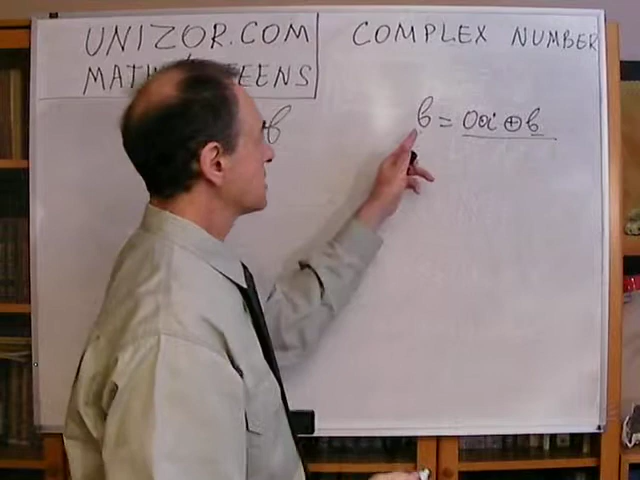 UNIZOR.COM
MATH TEENS
COMPLEX NUMBER
b
b = 0∘i ⊕ b